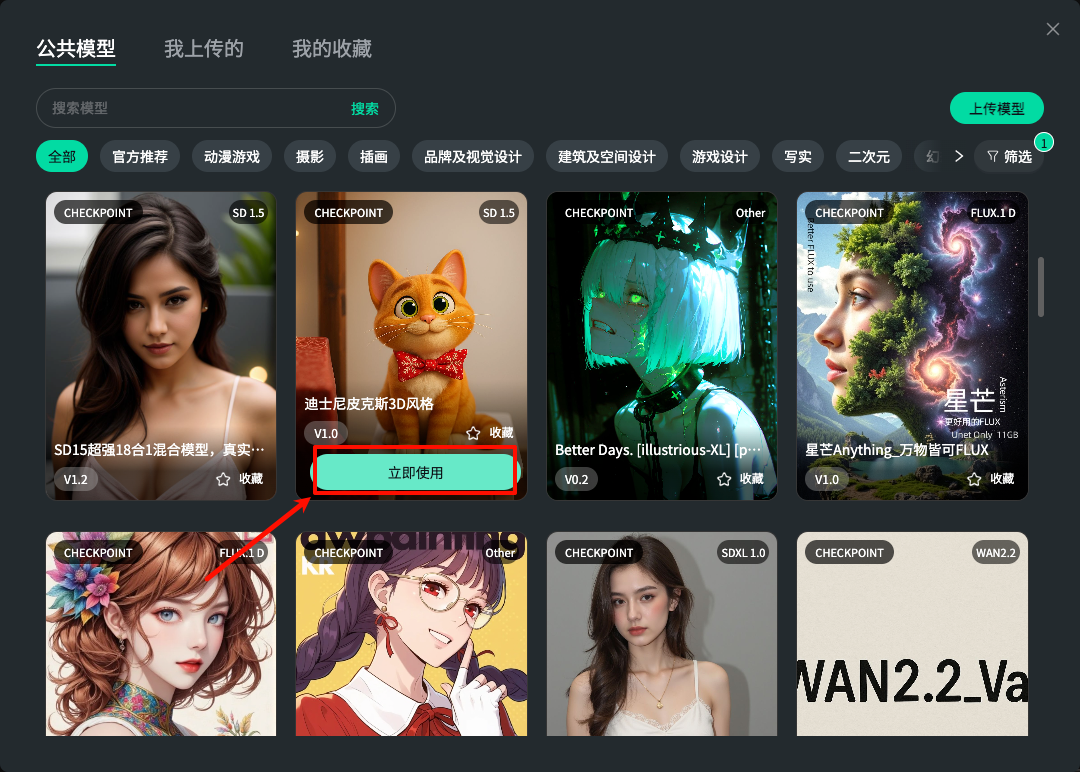 公共模型 我上传的 我的收藏
搜索模型 搜索 上传模型
全部 官方推荐 动漫游戏 摄影 插画 品牌及视觉设计 建筑及空间设计 游戏设计 写实 二次元 幻 筛选 1
CHECKPOINT SD 1.5
SD15超强18合1混合模型，真实…
V1.2 收藏
CHECKPOINT SD 1.5
迪士尼皮克斯3D风格
V1.0 收藏
立即使用
CHECKPOINT Other
Better Days. [illustrious-XL] [p…
V0.2 收藏
CHECKPOINT FLUX.1 D
etter FLUX to use
星芒
Asterism
更好用的FLUX
Unet Only 11GB
星芒Anything_万物皆可FLUX
V1.0 收藏
CHECKPOINT FLUX.1 D
CHECKPOINT Other
KR
CHECKPOINT SDXL 1.0
CHECKPOINT WAN2.2
WAN2.2_Va